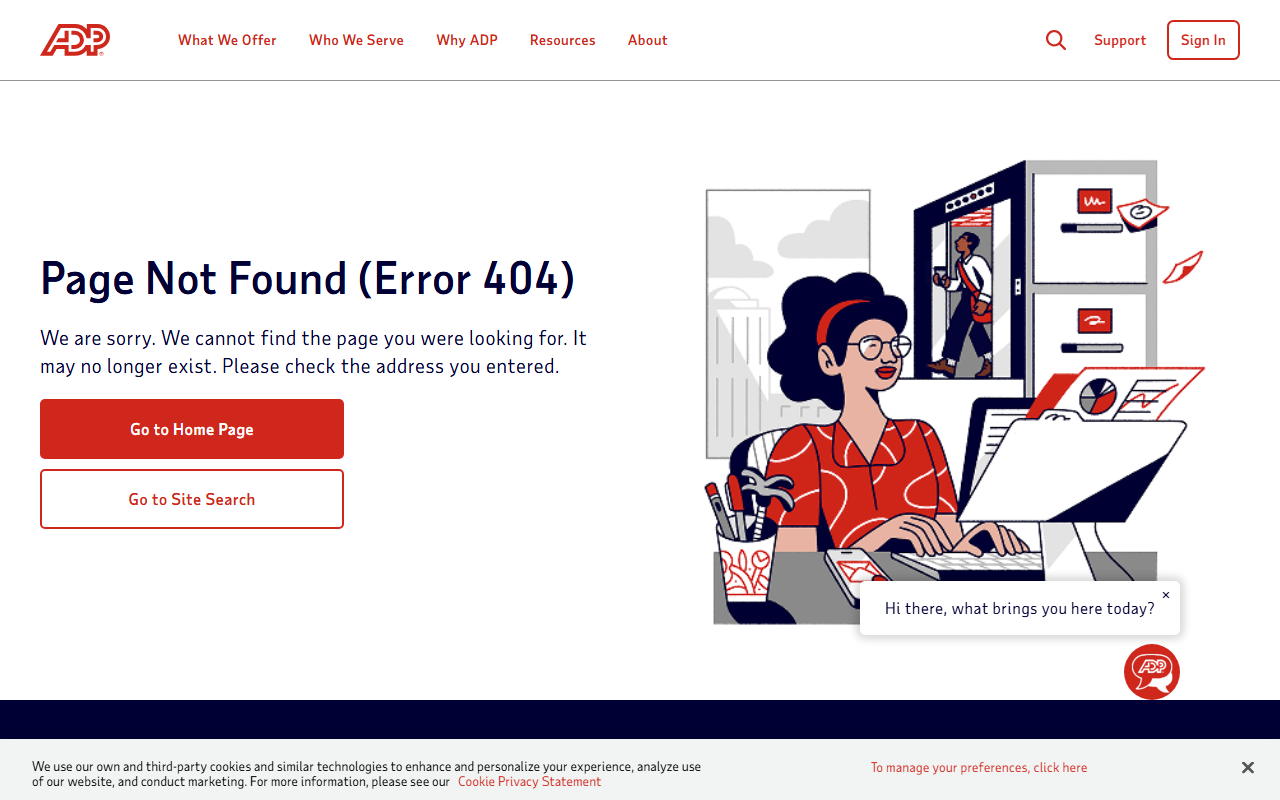 ADP
What We Offer
Who We Serve
Why ADP
Resources
About
Support
Sign In
Page Not Found (Error 404)
We are sorry. We cannot find the page you were looking for. It
may no longer exist. Please check the address you entered.
Go to Home Page
Go to Site Search
Hi there, what brings you here today?
×
ADP
We use our own and third-party cookies and similar technologies to enhance and personalize your experience, analyze use
of our website, and conduct marketing. For more information, please see our Cookie Privacy Statement
To manage your preferences, click here